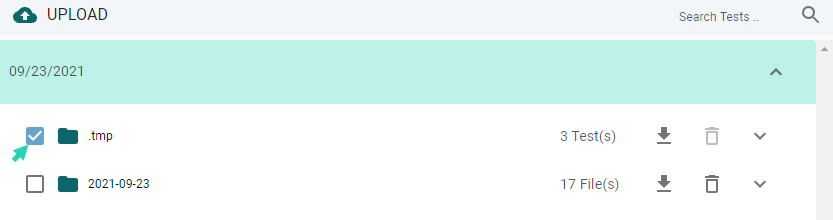 UPLOAD
Search Tests ..
09/23/2021
.tmp 3 Test(s)
2021-09-23 17 File(s)